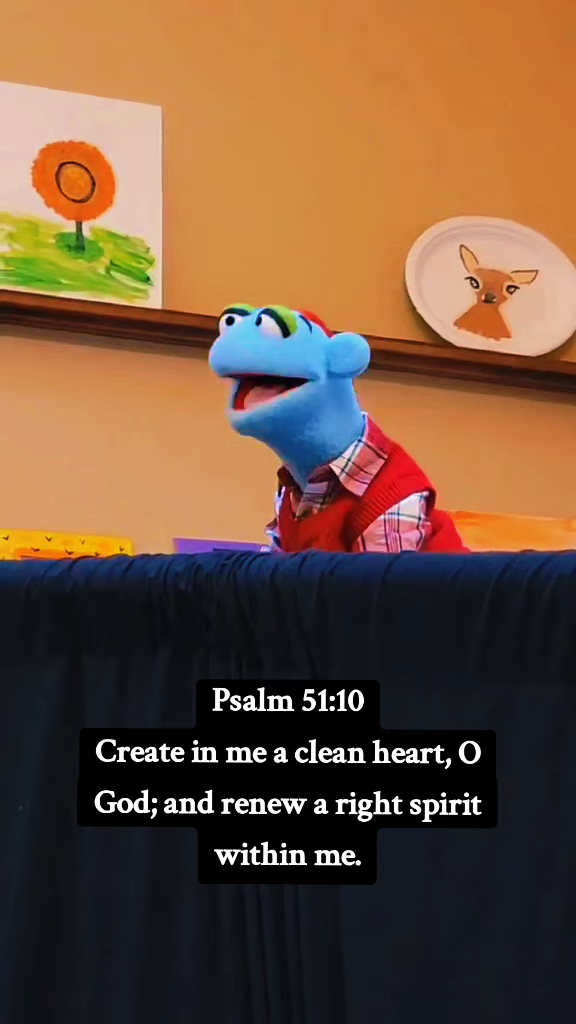 Psalm 51:10
Create in me a clean heart, O
God; and renew a right spirit
within me.